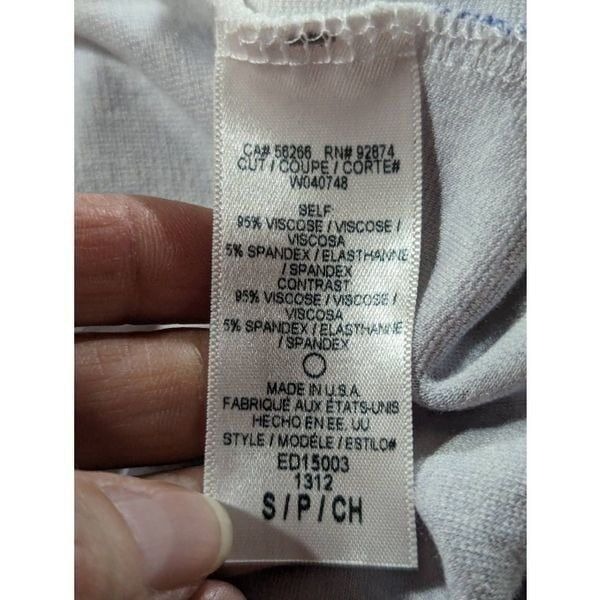 CA# 56266 RN# 92874
CUT / COUPE / CORTE#
W040748
SELF
95% VISCOSE / VISCOSE /
VISCOSA
5% SPANDEX / ELASTHANNE
/ SPANDEX
CONTRAST
95% VISCOSE / VISCOSE /
VISCOSA
5% SPANDEX / ELASTHANNE
/ SPANDEX
MADE IN U.S.A.
FABRIQUÉ AUX ÉTATS-UNIS
HECHO EN EE. UU
STYLE / MODÈLE / ESTILO#
ED15003
1312
S / P / CH